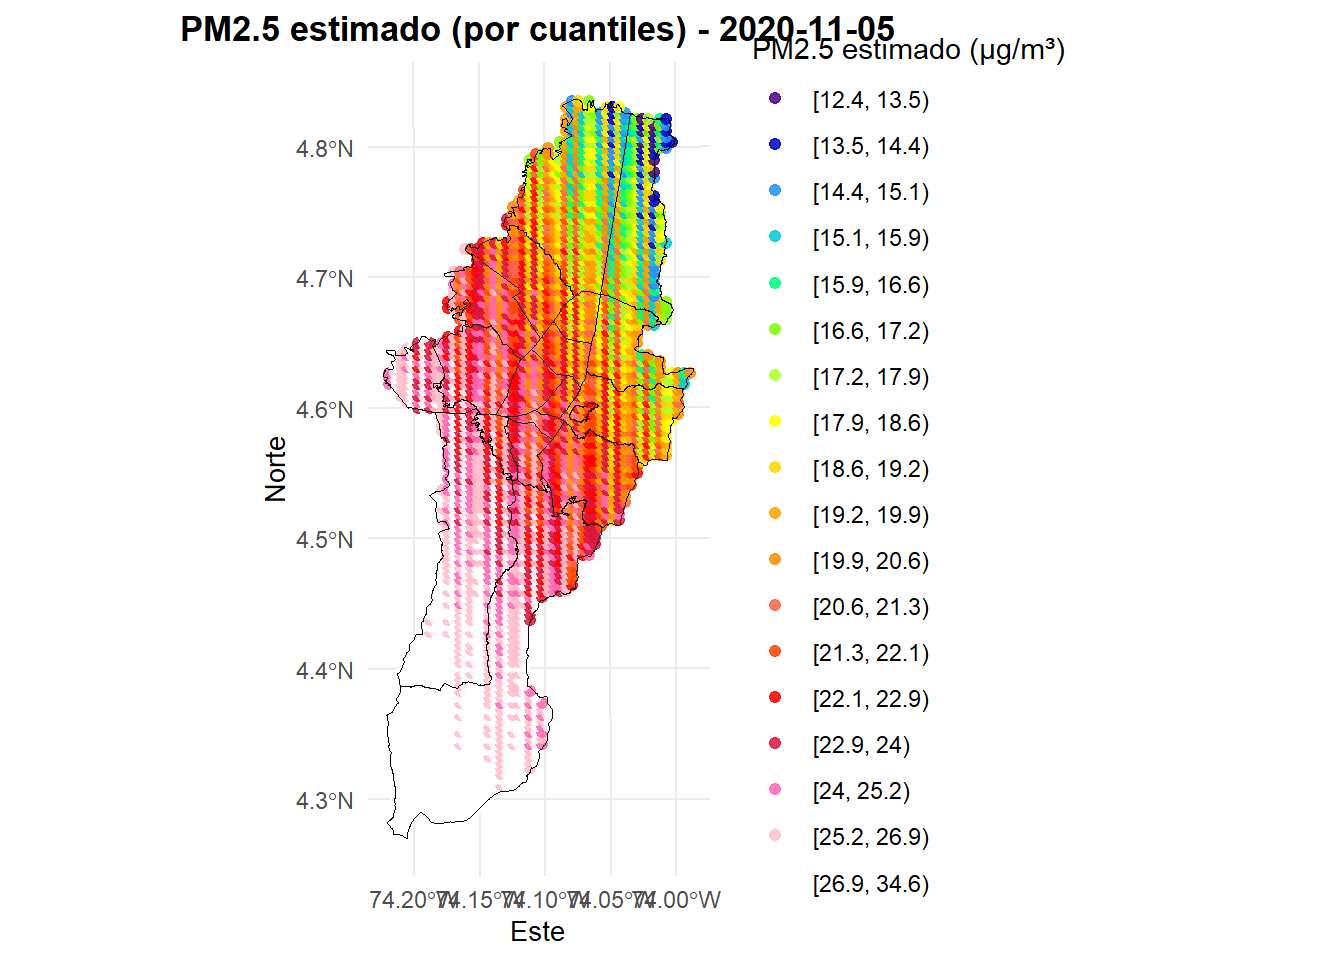 PM2.5 estimado (por cuantiles) - 2020-11-05
PM2.5 estimado (µg/m³)
[12.4, 13.5)
[13.5, 14.4)
[14.4, 15.1)
[15.1, 15.9)
[15.9, 16.6)
[16.6, 17.2)
[17.2, 17.9)
[17.9, 18.6)
[18.6, 19.2)
[19.2, 19.9)
[19.9, 20.6)
[20.6, 21.3)
[21.3, 22.1)
[22.1, 22.9)
[22.9, 24)
[24, 25.2)
[25.2, 26.9)
[26.9, 34.6)
4.8°N
4.7°N
4.6°N
4.5°N
4.4°N
4.3°N
Norte
74.20°W 74.15°W 74.10°W 74.05°W 74.00°W
Este